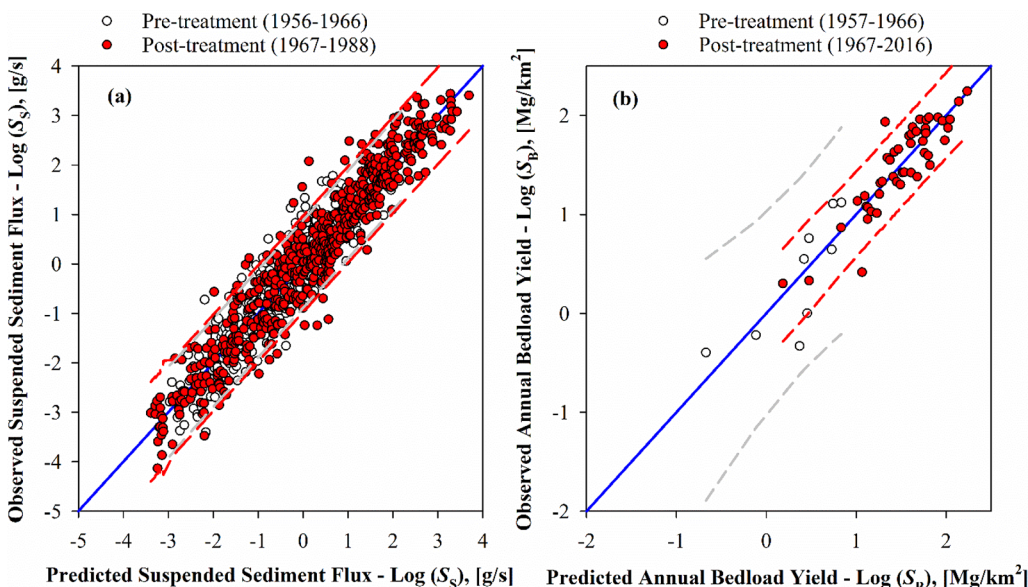 Pre-treatment (1956-1966)
Post-treatment (1967-1988)
Pre-treatment (1957-1966)
Post-treatment (1967-2016)
(a)
(b)
4
3
2
1
0
-1
-2
-3
-4
-5
-5 -4 -3 -2 -1 0 1 2 3 4
Observed Suspended Sediment Flux - Log (SS), [g/s]
Predicted Suspended Sediment Flux - Log (SS), [g/s]
2
1
0
-1
-2
-2 -1 0 1 2
Observed Annual Bedload Yield - Log (SB), [Mg/km2]
Predicted Annual Bedload Yield - Log (SB), [Mg/km2]